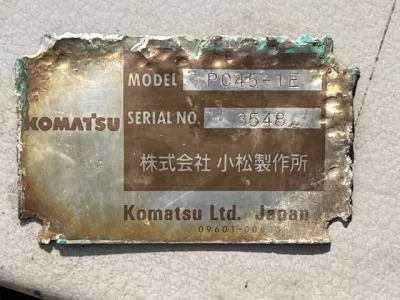 MODEL PC45-1E
KOMATSU SERIAL NO. 3548
株式会社 小松製作所
Komatsu Ltd. Japan